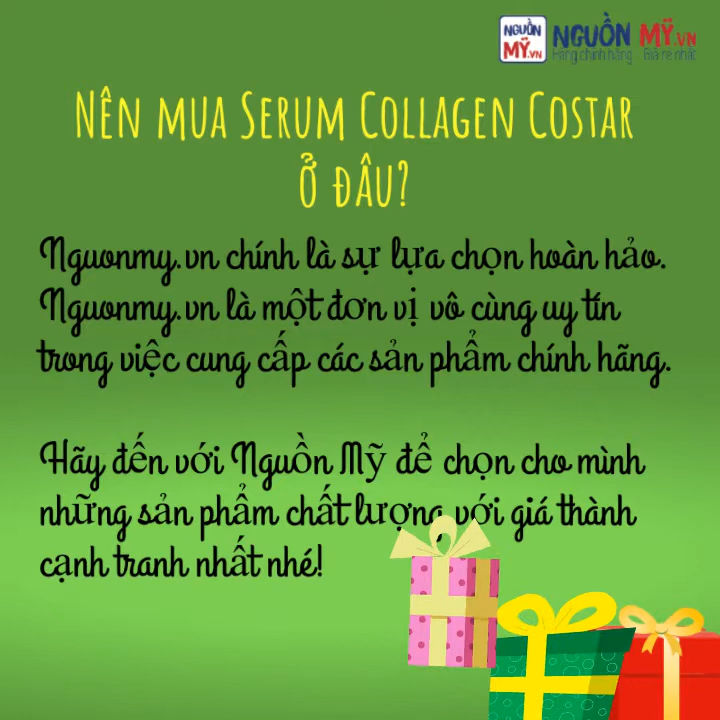 NGUỒN
MỸ.VN
NGUỒN MỸ.VN
Hàng chính hãng Giá rẻ nhất
NÊN MUA SERUM COLLAGEN COSTAR
Ở ĐÂU?
Nguonmy.vn chính là sự lựa chọn hoàn hảo.
Nguonmy.vn là một đơn vị vô cùng uy tín
trong việc cung cấp các sản phẩm chính hãng.
Hãy đến với Nguồn Mỹ để chọn cho mình
những sản phẩm chất lượng với giá thành
cạnh tranh nhất nhé!